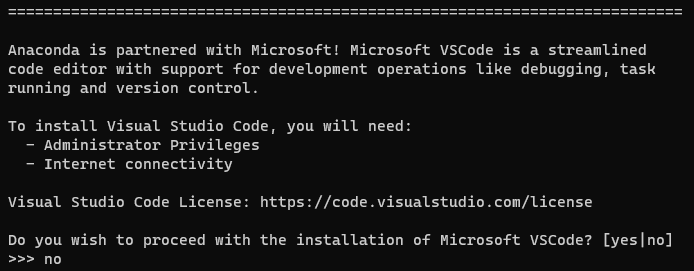 ===========================================================================
Anaconda is partnered with Microsoft! Microsoft VSCode is a streamlined
code editor with support for development operations like debugging, task
running and version control.
To install Visual Studio Code, you will need:
- Administrator Privileges
- Internet connectivity
Visual Studio Code License: https://code.visualstudio.com/license
Do you wish to proceed with the installation of Microsoft VSCode? [yes|no]
>>> no